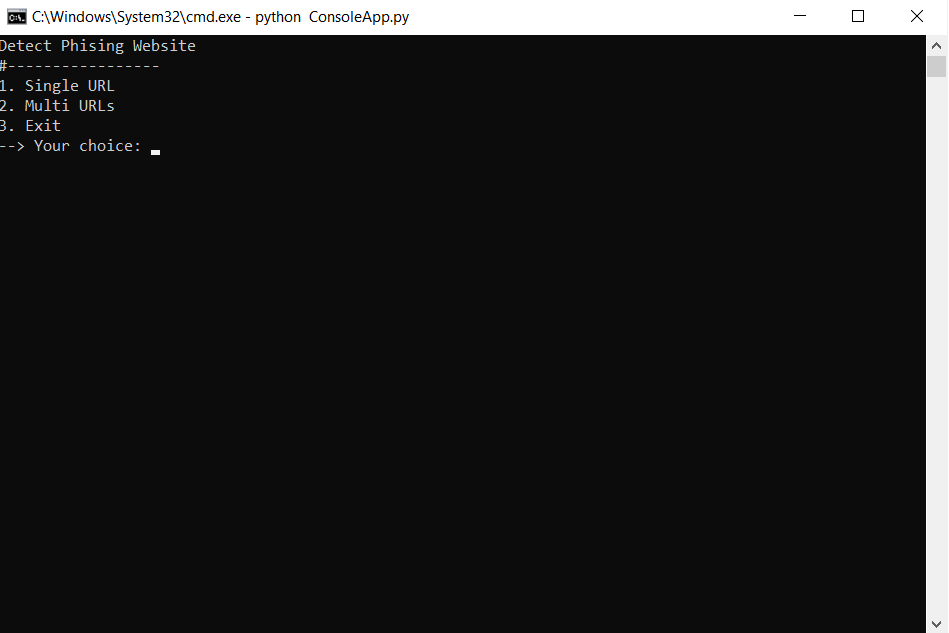 C:\Windows\System32\cmd.exe - python  ConsoleApp.py
Detect Phising Website
#-----------------
1. Single URL
2. Multi URLs
3. Exit
--> Your choice: